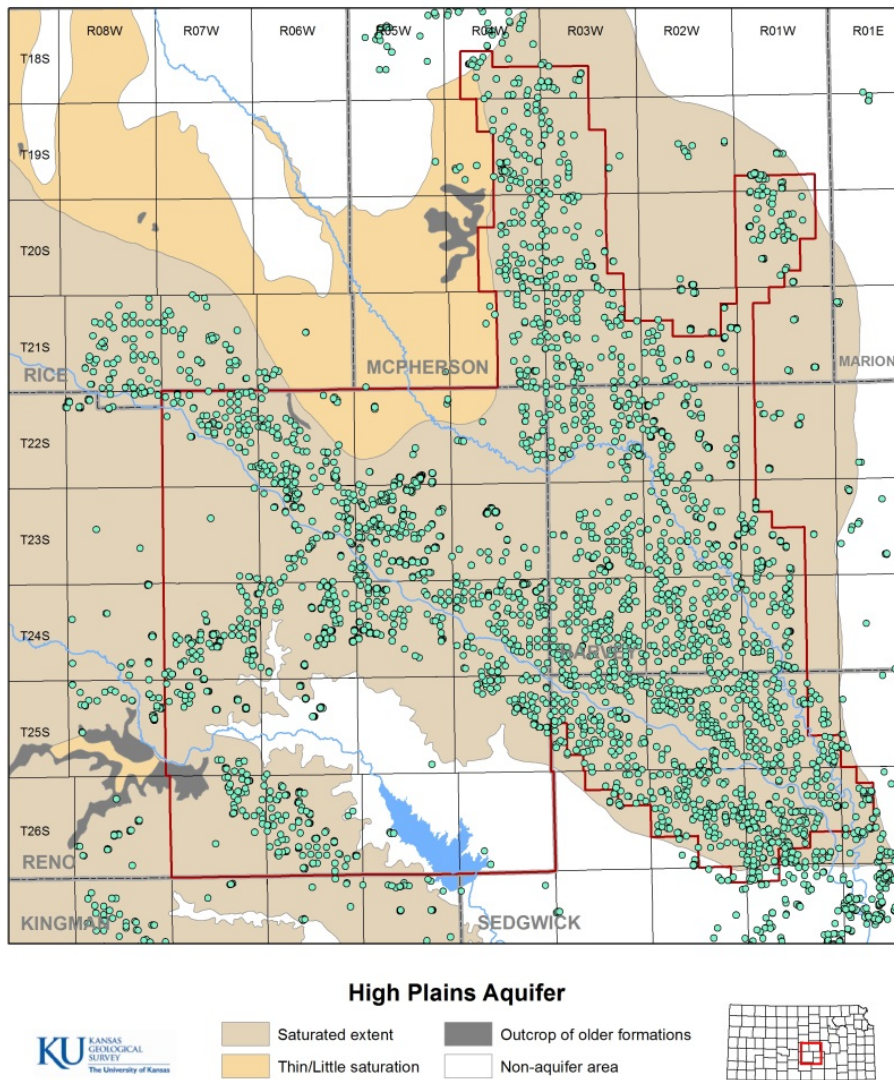 R08W R07W R06W R05W R04W R03W R02W R01W R01E
T18S
T19S
T20S
T21S
RICE
MCPHERSON
MARION
T22S
T23S
T24S
HARVEY
T25S
T26S
RENO
KINGMAN
SEDGWICK
High Plains Aquifer
KU KANSAS
GEOLOGICAL
SURVEY
The University of Kansas
Saturated extent
Outcrop of older formations
Thin/Little saturation
Non-aquifer area